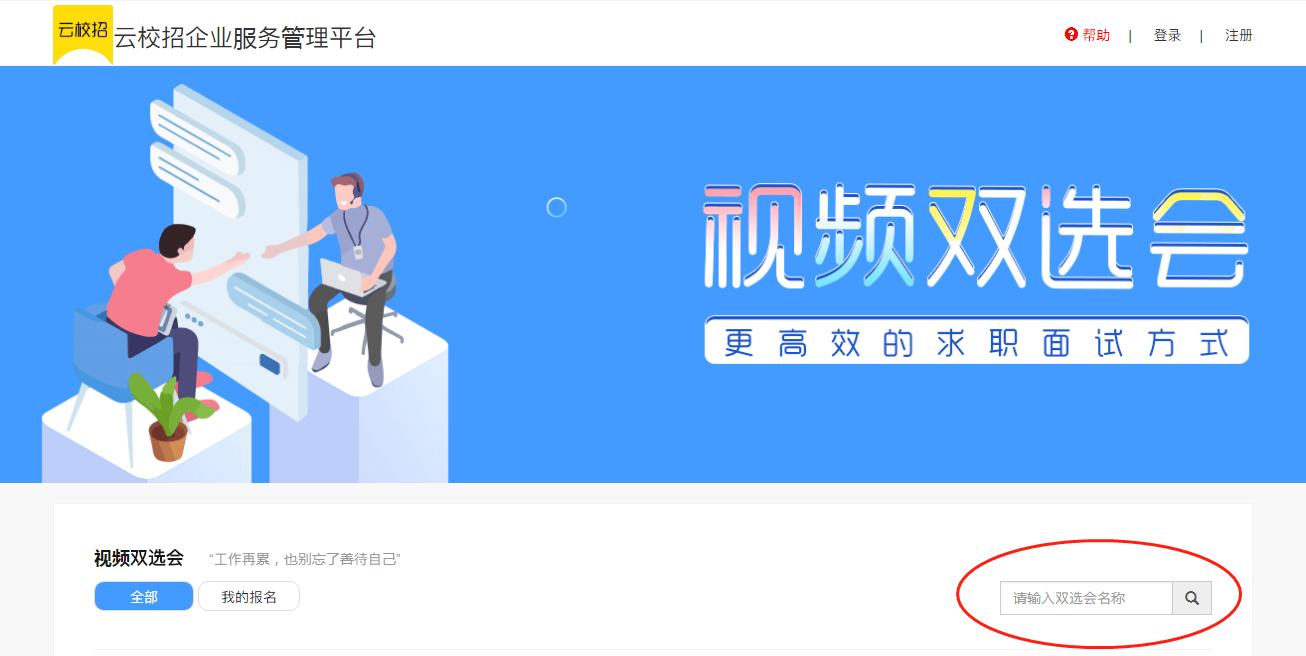 云校招
云校招企业服务管理平台
帮助 | 登录 | 注册
视频双选会
更高效的求职面试方式
视频双选会 “工作再累，也别忘了善待自己”
全部 我的报名
请输入双选会名称